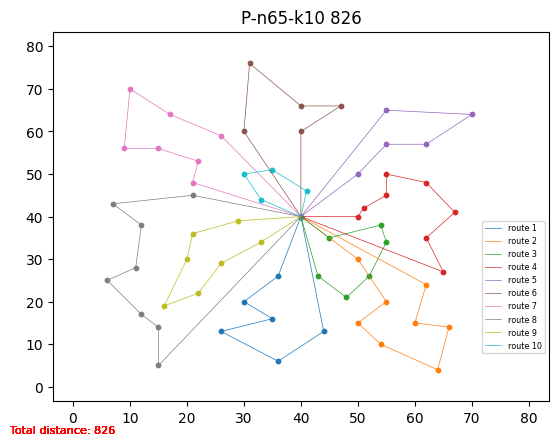 P-n65-k10 826
80
70
60
50
40
30
20
10
0
0 10 20 30 40 50 60 70 80
route 1
route 2
route 3
route 4
route 5
route 6
route 7
route 8
route 9
route 10
Total distance: 826